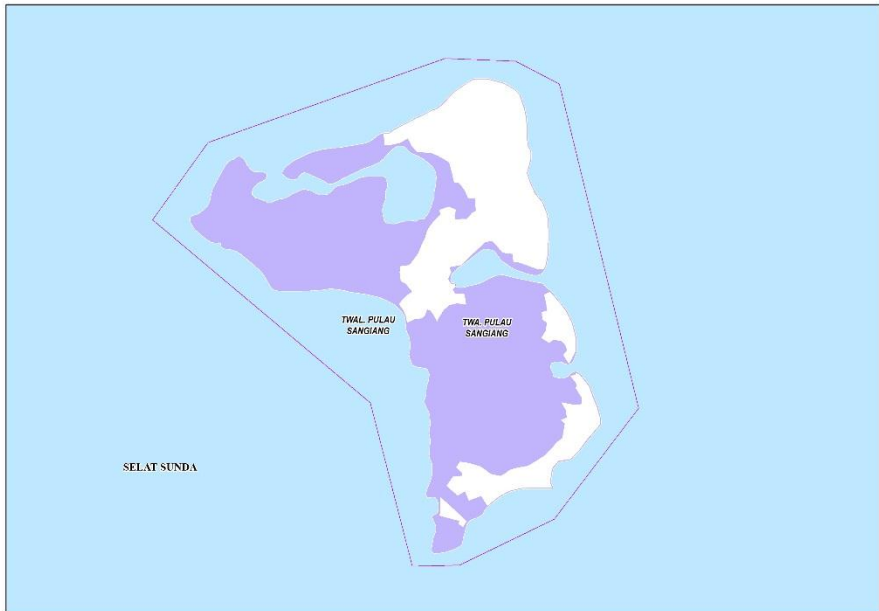 TWAL. PULAU
SANGIANG
TWA. PULAU
SANGIANG
SELAT SUNDA